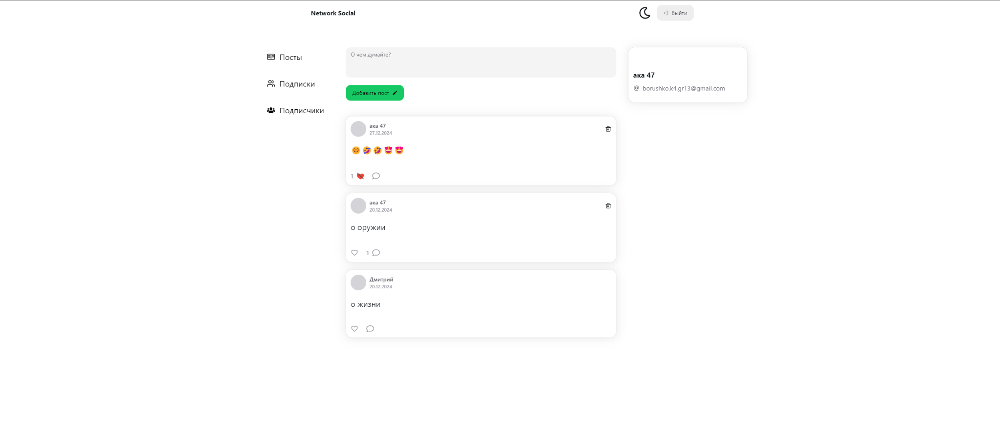 Network Social
Выйти
Посты
Подписки
Подписчики
О чем думайте?
Добавить пост
ака 47
27.12.2024
😊🤣🤣😍😍
1
ака 47
20.12.2024
о оружии
1
Дмитрий
20.12.2024
о жизни
ака 47
borushko.k4.gr13@gmail.com